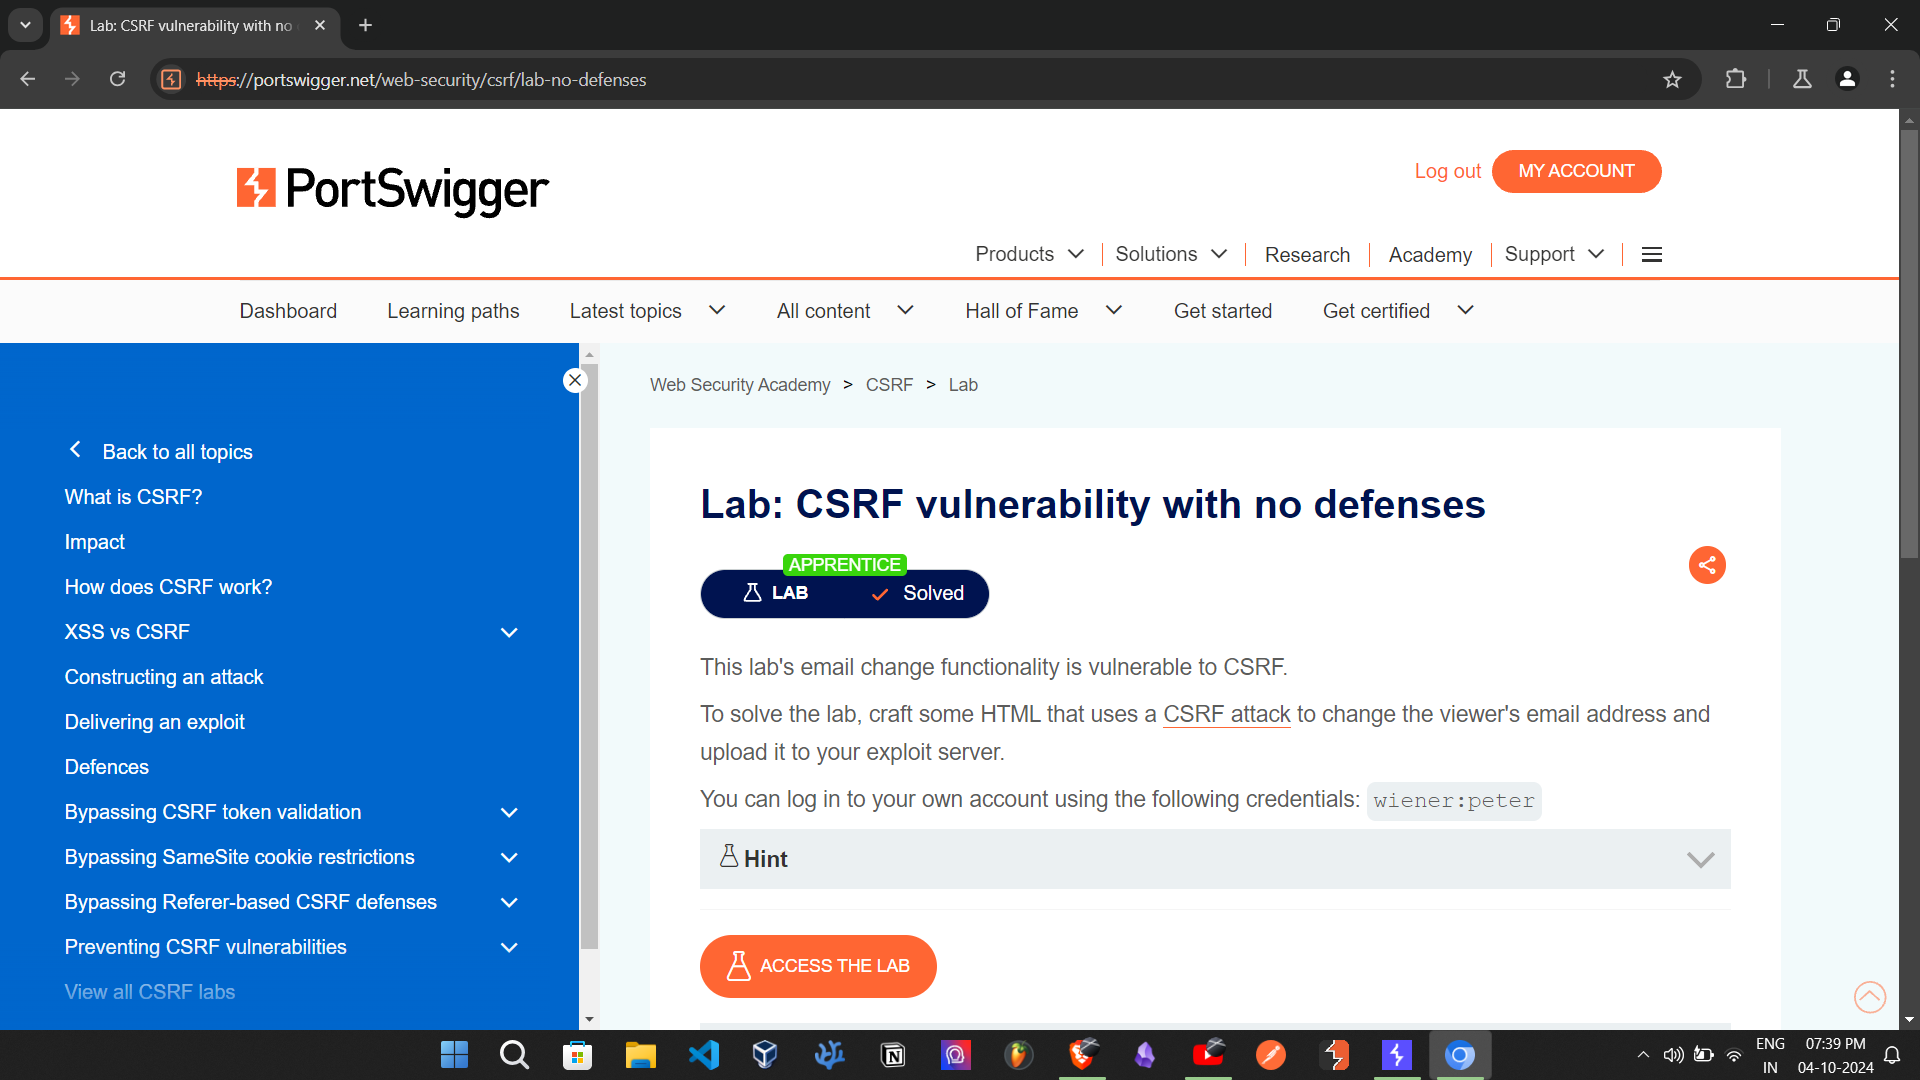 Lab: CSRF vulnerability with no
https://portswigger.net/web-security/csrf/lab-no-defenses
PortSwigger
Log out
MY ACCOUNT
Products
Solutions
Research
Academy
Support
Dashboard
Learning paths
Latest topics
All content
Hall of Fame
Get started
Get certified
Back to all topics
What is CSRF?
Impact
How does CSRF work?
XSS vs CSRF
Constructing an attack
Delivering an exploit
Defences
Bypassing CSRF token validation
Bypassing SameSite cookie restrictions
Bypassing Referer-based CSRF defenses
Preventing CSRF vulnerabilities
View all CSRF labs
Web Security Academy > CSRF > Lab
Lab: CSRF vulnerability with no defenses
APPRENTICE
LAB
Solved
This lab's email change functionality is vulnerable to CSRF.
To solve the lab, craft some HTML that uses a CSRF attack to change the viewer's email address and
upload it to your exploit server.
You can log in to your own account using the following credentials: wiener:peter
Hint
ACCESS THE LAB
ENG
IN
07:39 PM
04-10-2024